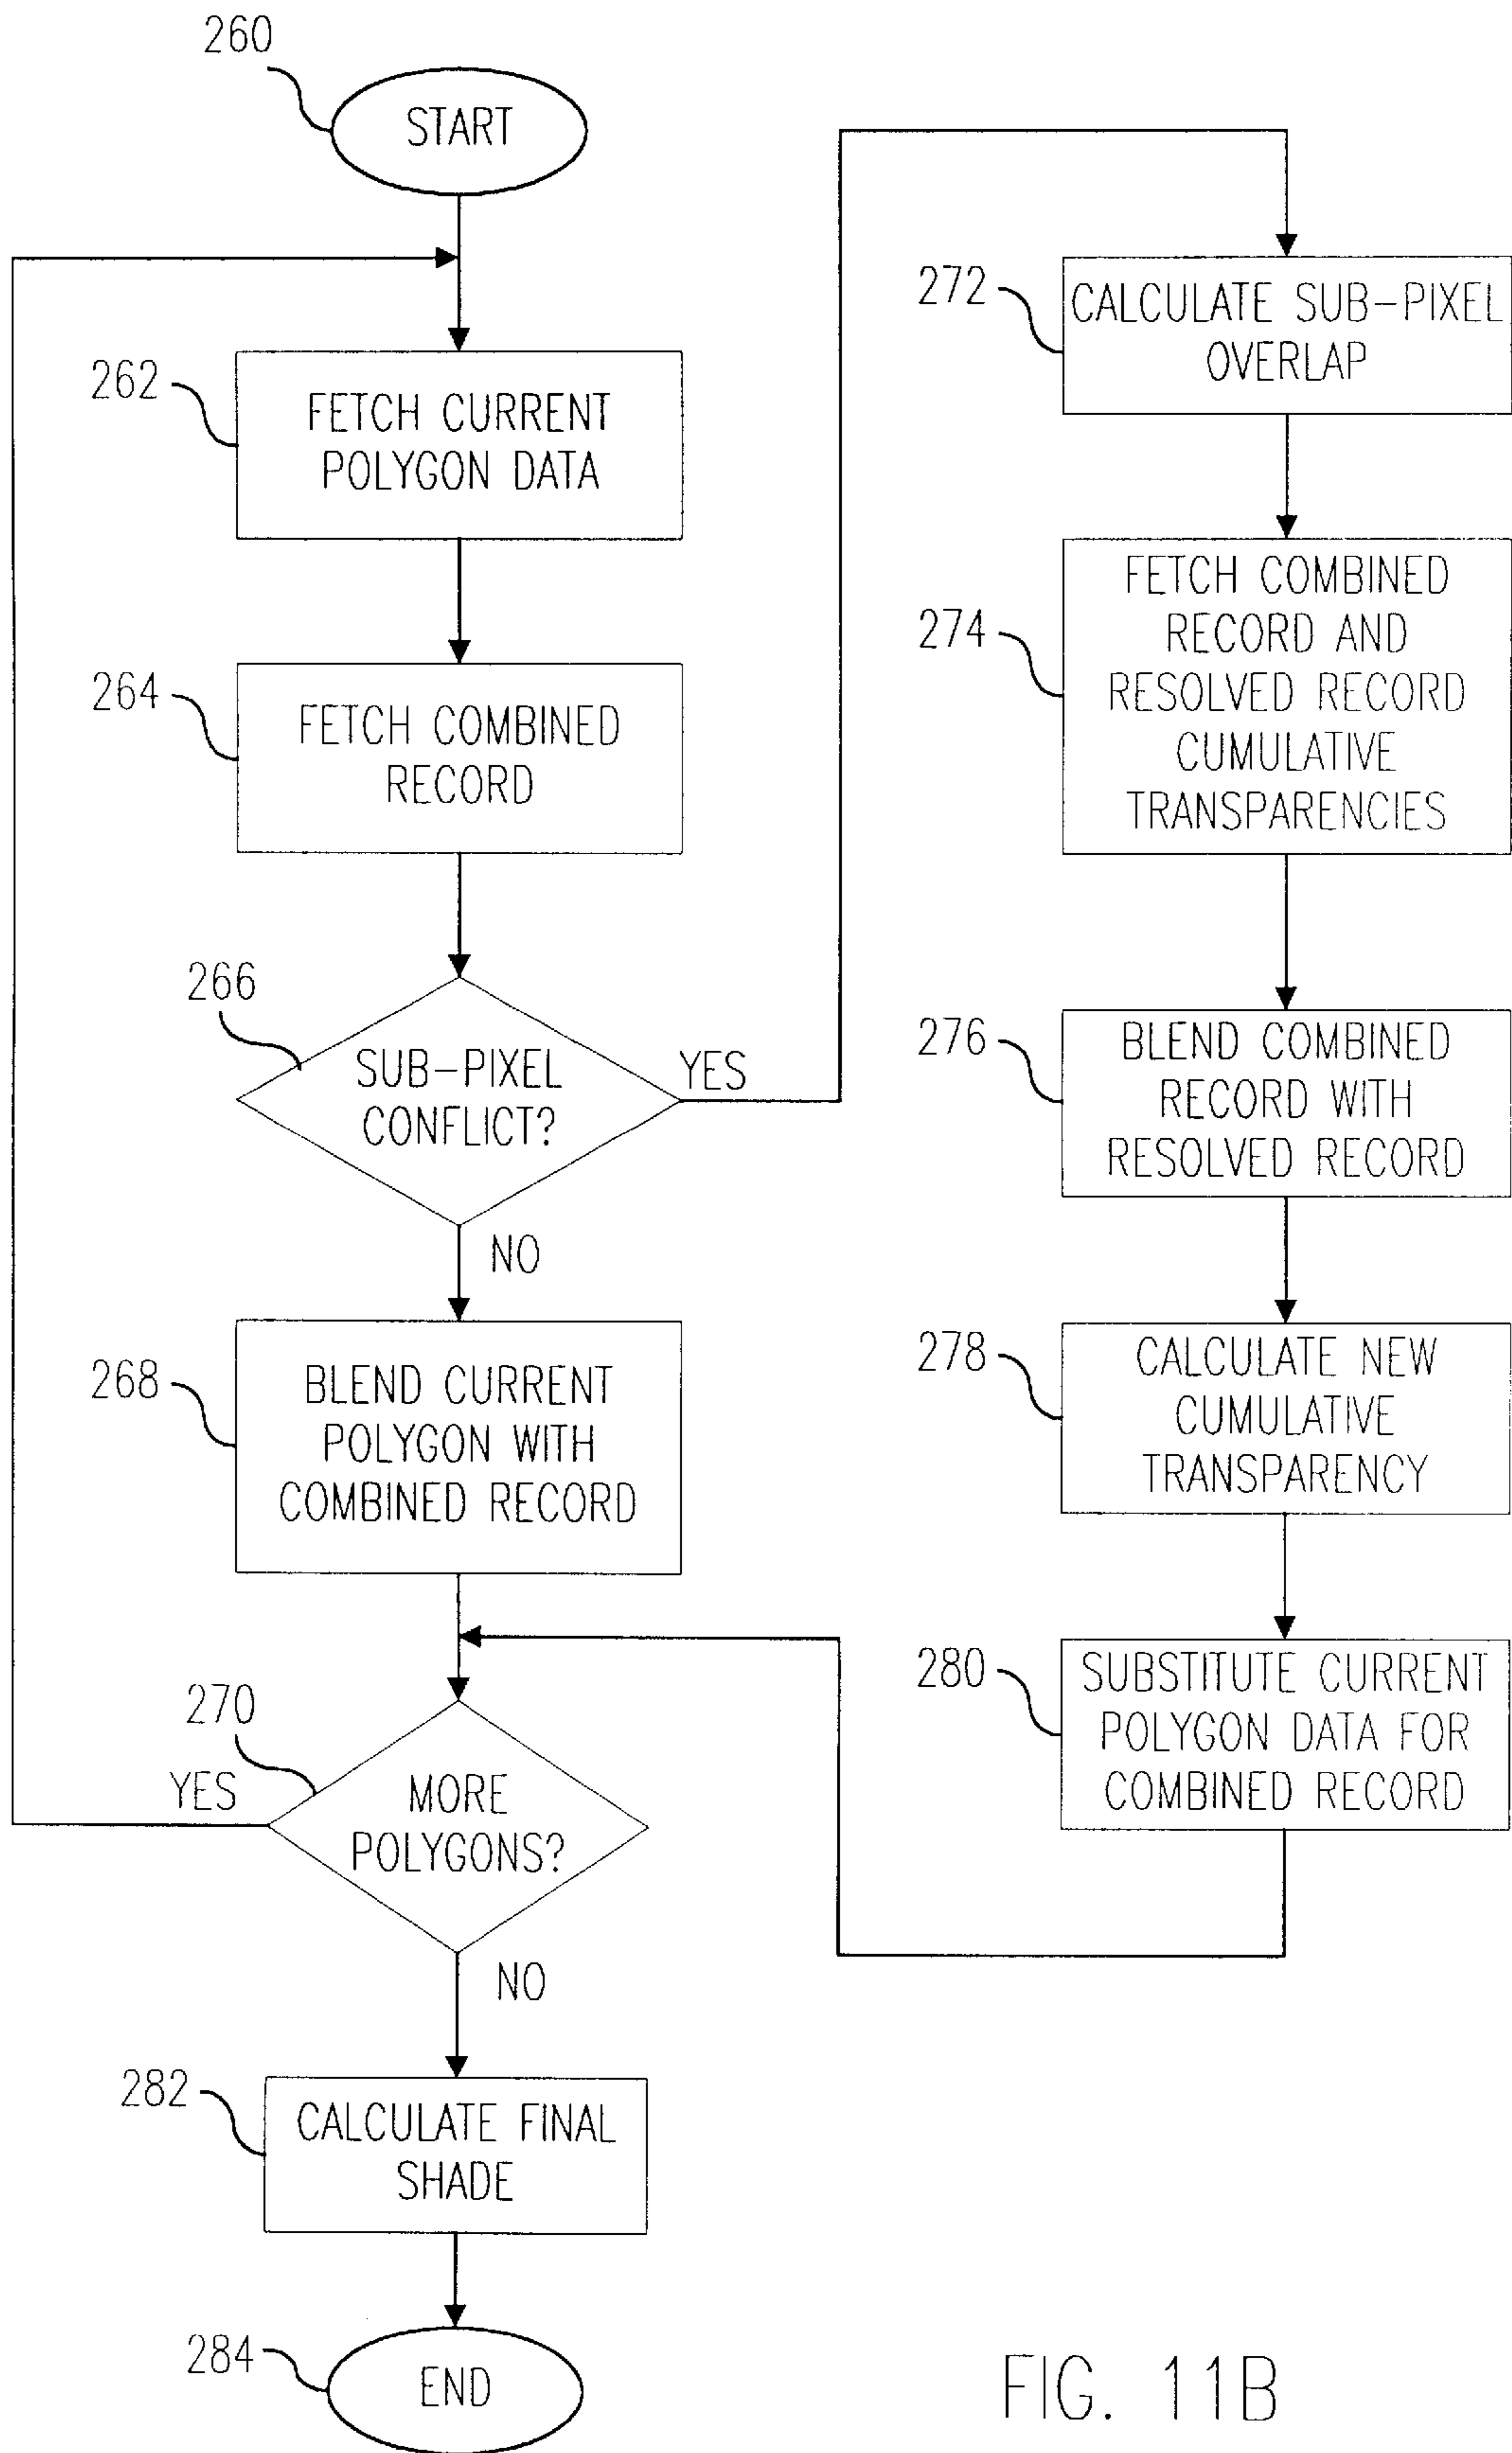 260
START
262
FETCH CURRENT
POLYGON DATA
264
FETCH COMBINED
RECORD
266
SUB-PIXEL
CONFLICT?
YES
NO
268
BLEND CURRENT
POLYGON WITH
COMBINED RECORD
270
YES
MORE
POLYGONS?
NO
282
CALCULATE FINAL
SHADE
284
END
272
CALCULATE SUB-PIXEL
OVERLAP
274
FETCH COMBINED
RECORD AND
RESOLVED RECORD
CUMULATIVE
TRANSPARENCIES
276
BLEND COMBINED
RECORD WITH
RESOLVED RECORD
278
CALCULATE NEW
CUMULATIVE
TRANSPARENCY
280
SUBSTITUTE CURRENT
POLYGON DATA FOR
COMBINED RECORD
FIG. 11B